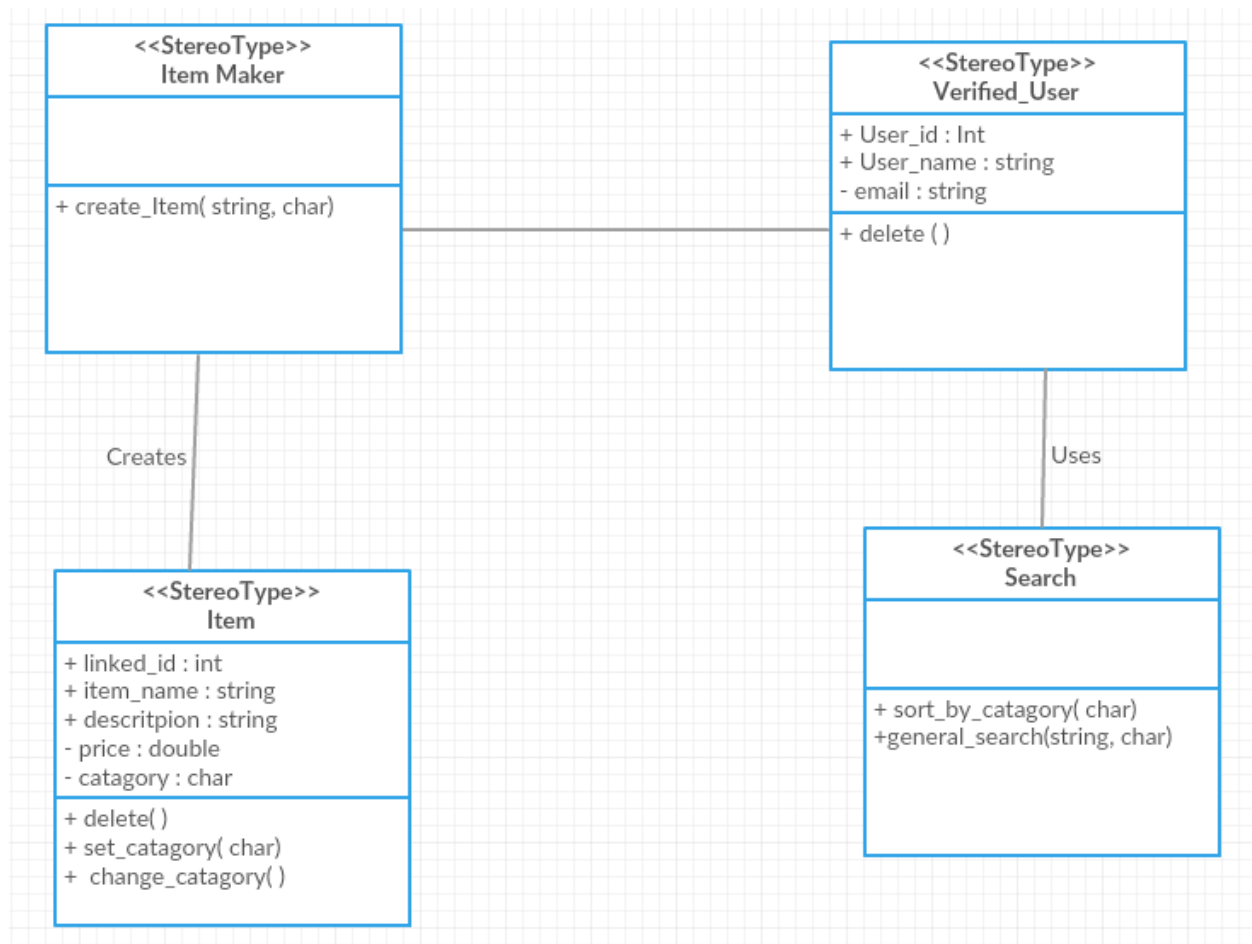 <<StereoType>>
Item Maker
+ create_Item( string, char)
<<StereoType>>
Verified_User
+ User_id : Int
+ User_name : string
- email : string
+ delete ( )
Creates
Uses
<<StereoType>>
Item
+ linked_id : int
+ item_name : string
+ descritpion : string
- price : double
- catagory : char
+ delete( )
+ set_catagory( char)
+  change_catagory( )
<<StereoType>>
Search
+ sort_by_catagory( char)
+general_search(string, char)